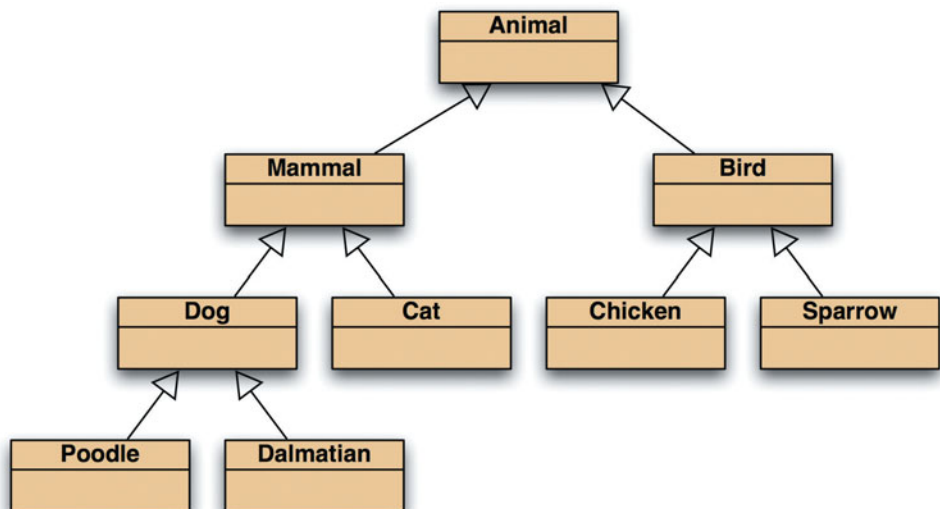 Animal
Mammal
Bird
Dog
Cat
Chicken
Sparrow
Poodle
Dalmatian